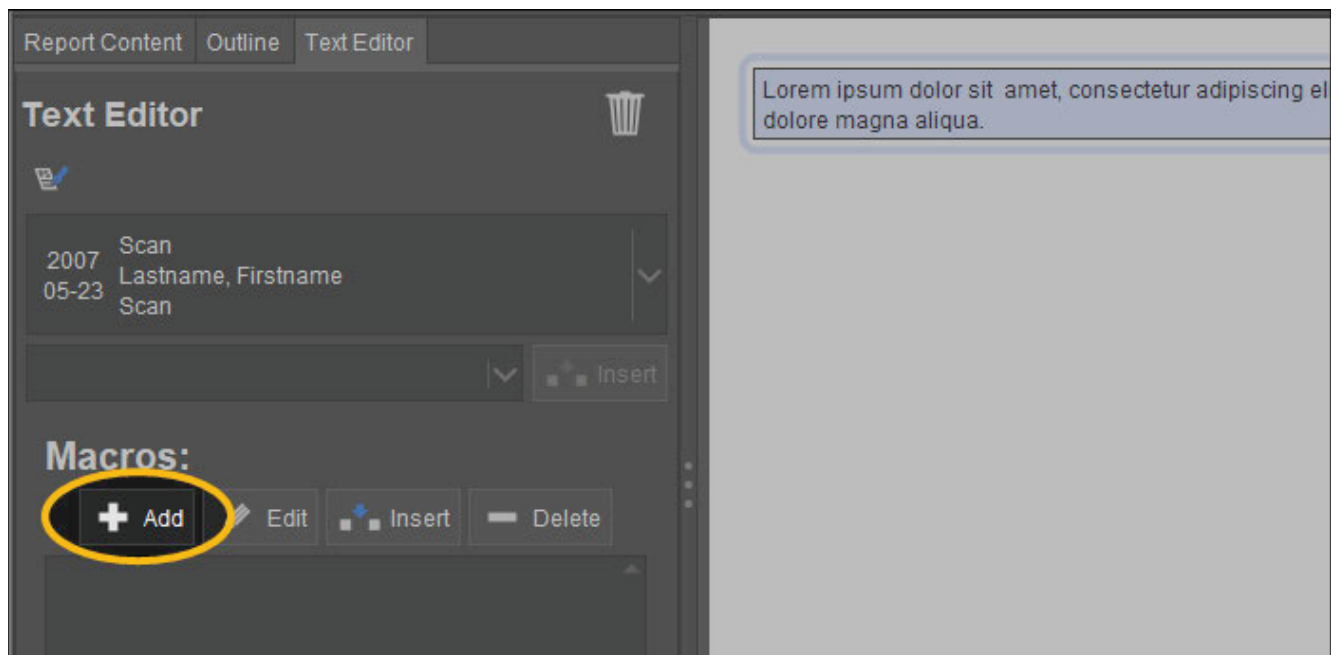 Report Content Outline Text Editor
Text Editor
2007
05-23
Scan
Lastname, Firstname
Scan
Insert
Macros:
Add Edit Insert Delete
Lorem ipsum dolor sit amet, consectetur adipiscing el
dolore magna aliqua.